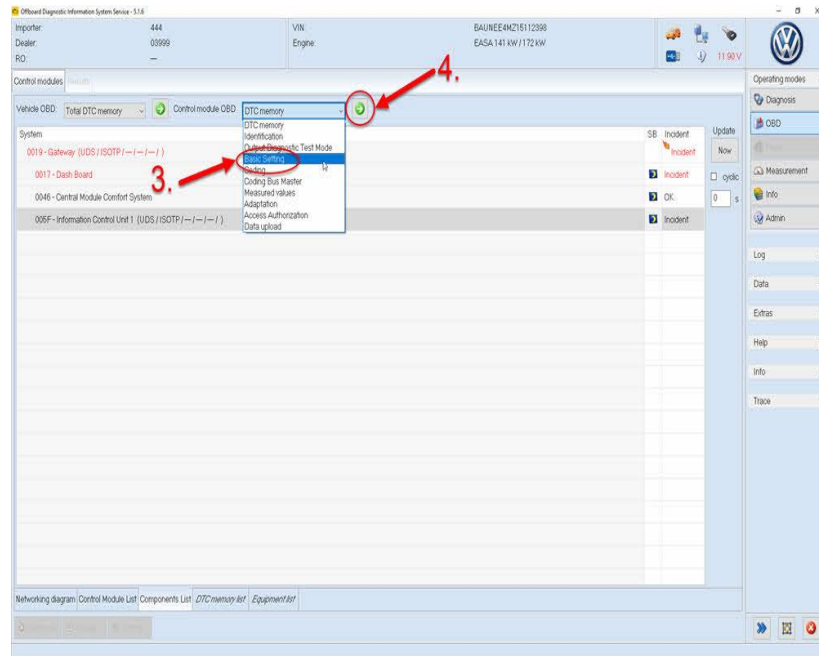 Offboard Diagnostic Information System Service - 5.1.6
Importer: 444 VIN: BAUNEE4MZ15112398
Dealer: 03999 Engine: EASA 141 kW / 172 kW
RO: — 11.90 V
4.
Control modules
Vehicle OBD: Total DTC memory Control module OBD: DTC memory
DTC memory
Identification
Output Diagnostic Test Mode
Basic Setting
Coding
Coding Bus Master
Measured values
Adaptation
Access Authorization
Data upload
3.
System SB Incident
0019 - Gateway (UDS / ISOTP / — / — / — / ) Incident
0017 - Dash Board Incident
0046 - Central Module Comfort System OK
005F - Information Control Unit 1 (UDS / ISOTP / — / — / — / ) Incident
Update
Now
cyclic
0 s
Operating modes
Diagnosis
OBD
Measurement
Info
Admin
Log
Data
Extras
Help
Info
Trace
Networking diagram Control Module List Components List DTC memory list Equipment list